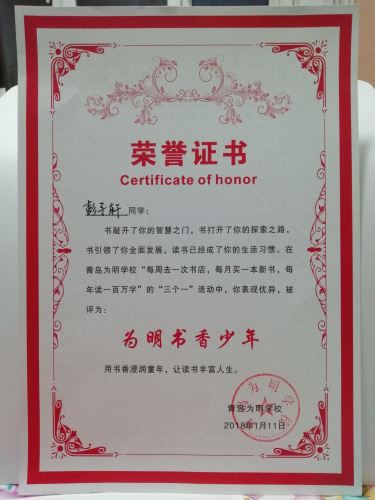 荣誉证书
Certificate of honor
彭子轩 同学：
书敲开了你的智慧之门，书打开了你的探索之路，
书引领了你全面发展，读书已经成了你的生活习惯。在
青岛为明学校“每周去一次书店，每月买一本新书，每
年读一百万字”的“三个一”活动中，你表现优异，被
评为：
为明书香少年
用书香浸润童年，让读书丰富人生。
青岛为明学校
2018年1月11日